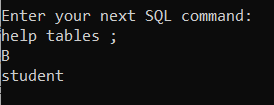 Enter your next SQL command:
help tables ;
B
student